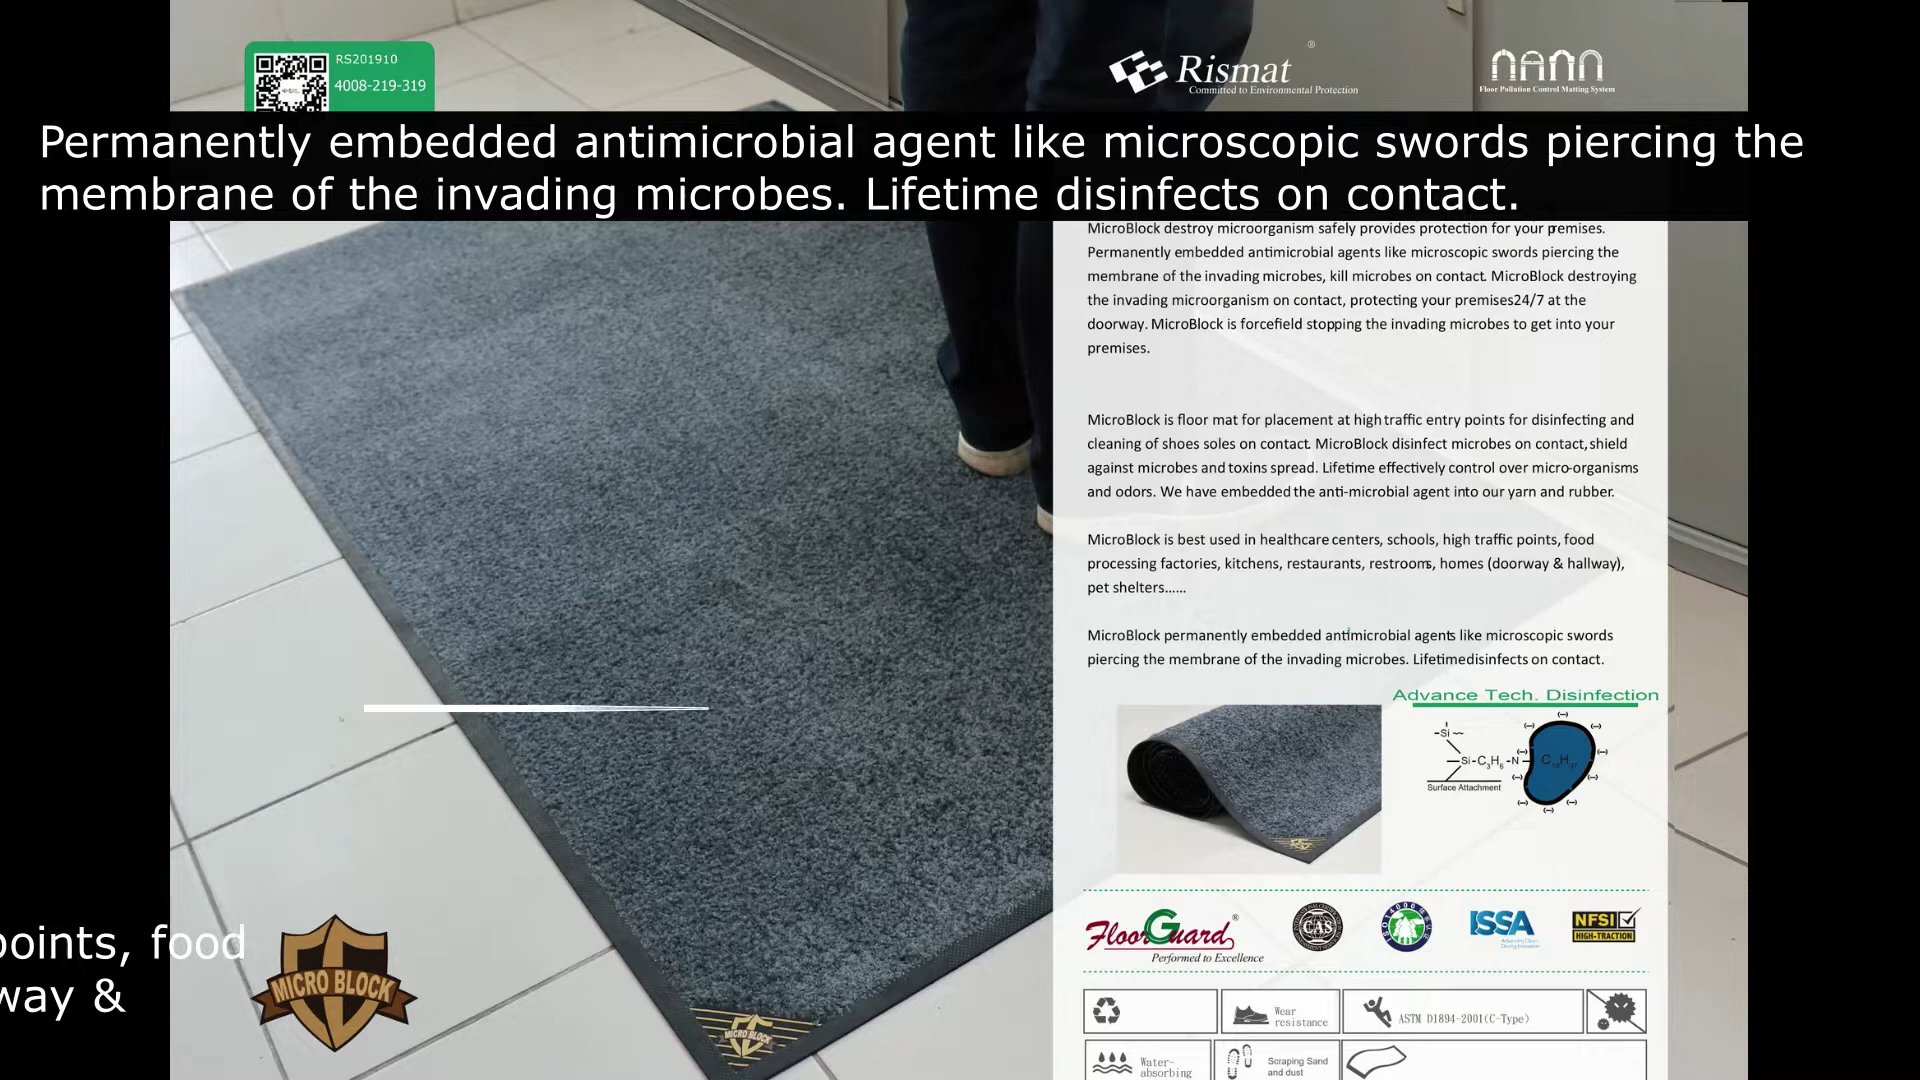 RS201910
4008-219-319
Rismat
®
Committed to Environmental Protection
Floor Pollution Control Matting System
Permanently embedded antimicrobial agent like microscopic swords piercing the
membrane of the invading microbes. Lifetime disinfects on contact.
MicroBlock destroy microorganism safely provides protection for your premises.
Permanently embedded antimicrobial agents like microscopic swords piercing the
membrane of the invading microbes, kill microbes on contact. MicroBlock destroying
the invading microorganism on contact, protecting your premises24/7 at the
doorway. MicroBlock is forcefield stopping the invading microbes to get into your
premises.
MicroBlock is floor mat for placement at high traffic entry points for disinfecting and
cleaning of shoes soles on contact. MicroBlock disinfect microbes on contact, shield
against microbes and toxins spread. Lifetime effectively control over micro-organisms
and odors. We have embedded the anti-microbial agent into our yarn and rubber.
MicroBlock is best used in healthcare centers, schools, high traffic points, food
processing factories, kitchens, restaurants, restrooms, homes (doorway & hallway),
pet shelters......
MicroBlock permanently embedded antimicrobial agents like microscopic swords
piercing the membrane of the invading microbes. Lifetimedisinfects on contact.
Advance Tech. Disinfection
-Si
Si-C3H6-N
C18H37
Surface Attachment
FloorGuard®
Performed to Excellence
CAS
ISSA
NFSI
HIGH-TRACTION
Wear
resistance
ASTM D1894-2001(C-Type)
Water-
absorbing
Scraping Sand
and dust
points, food
way &
MICRO BLOCK
MICRO BLOCK